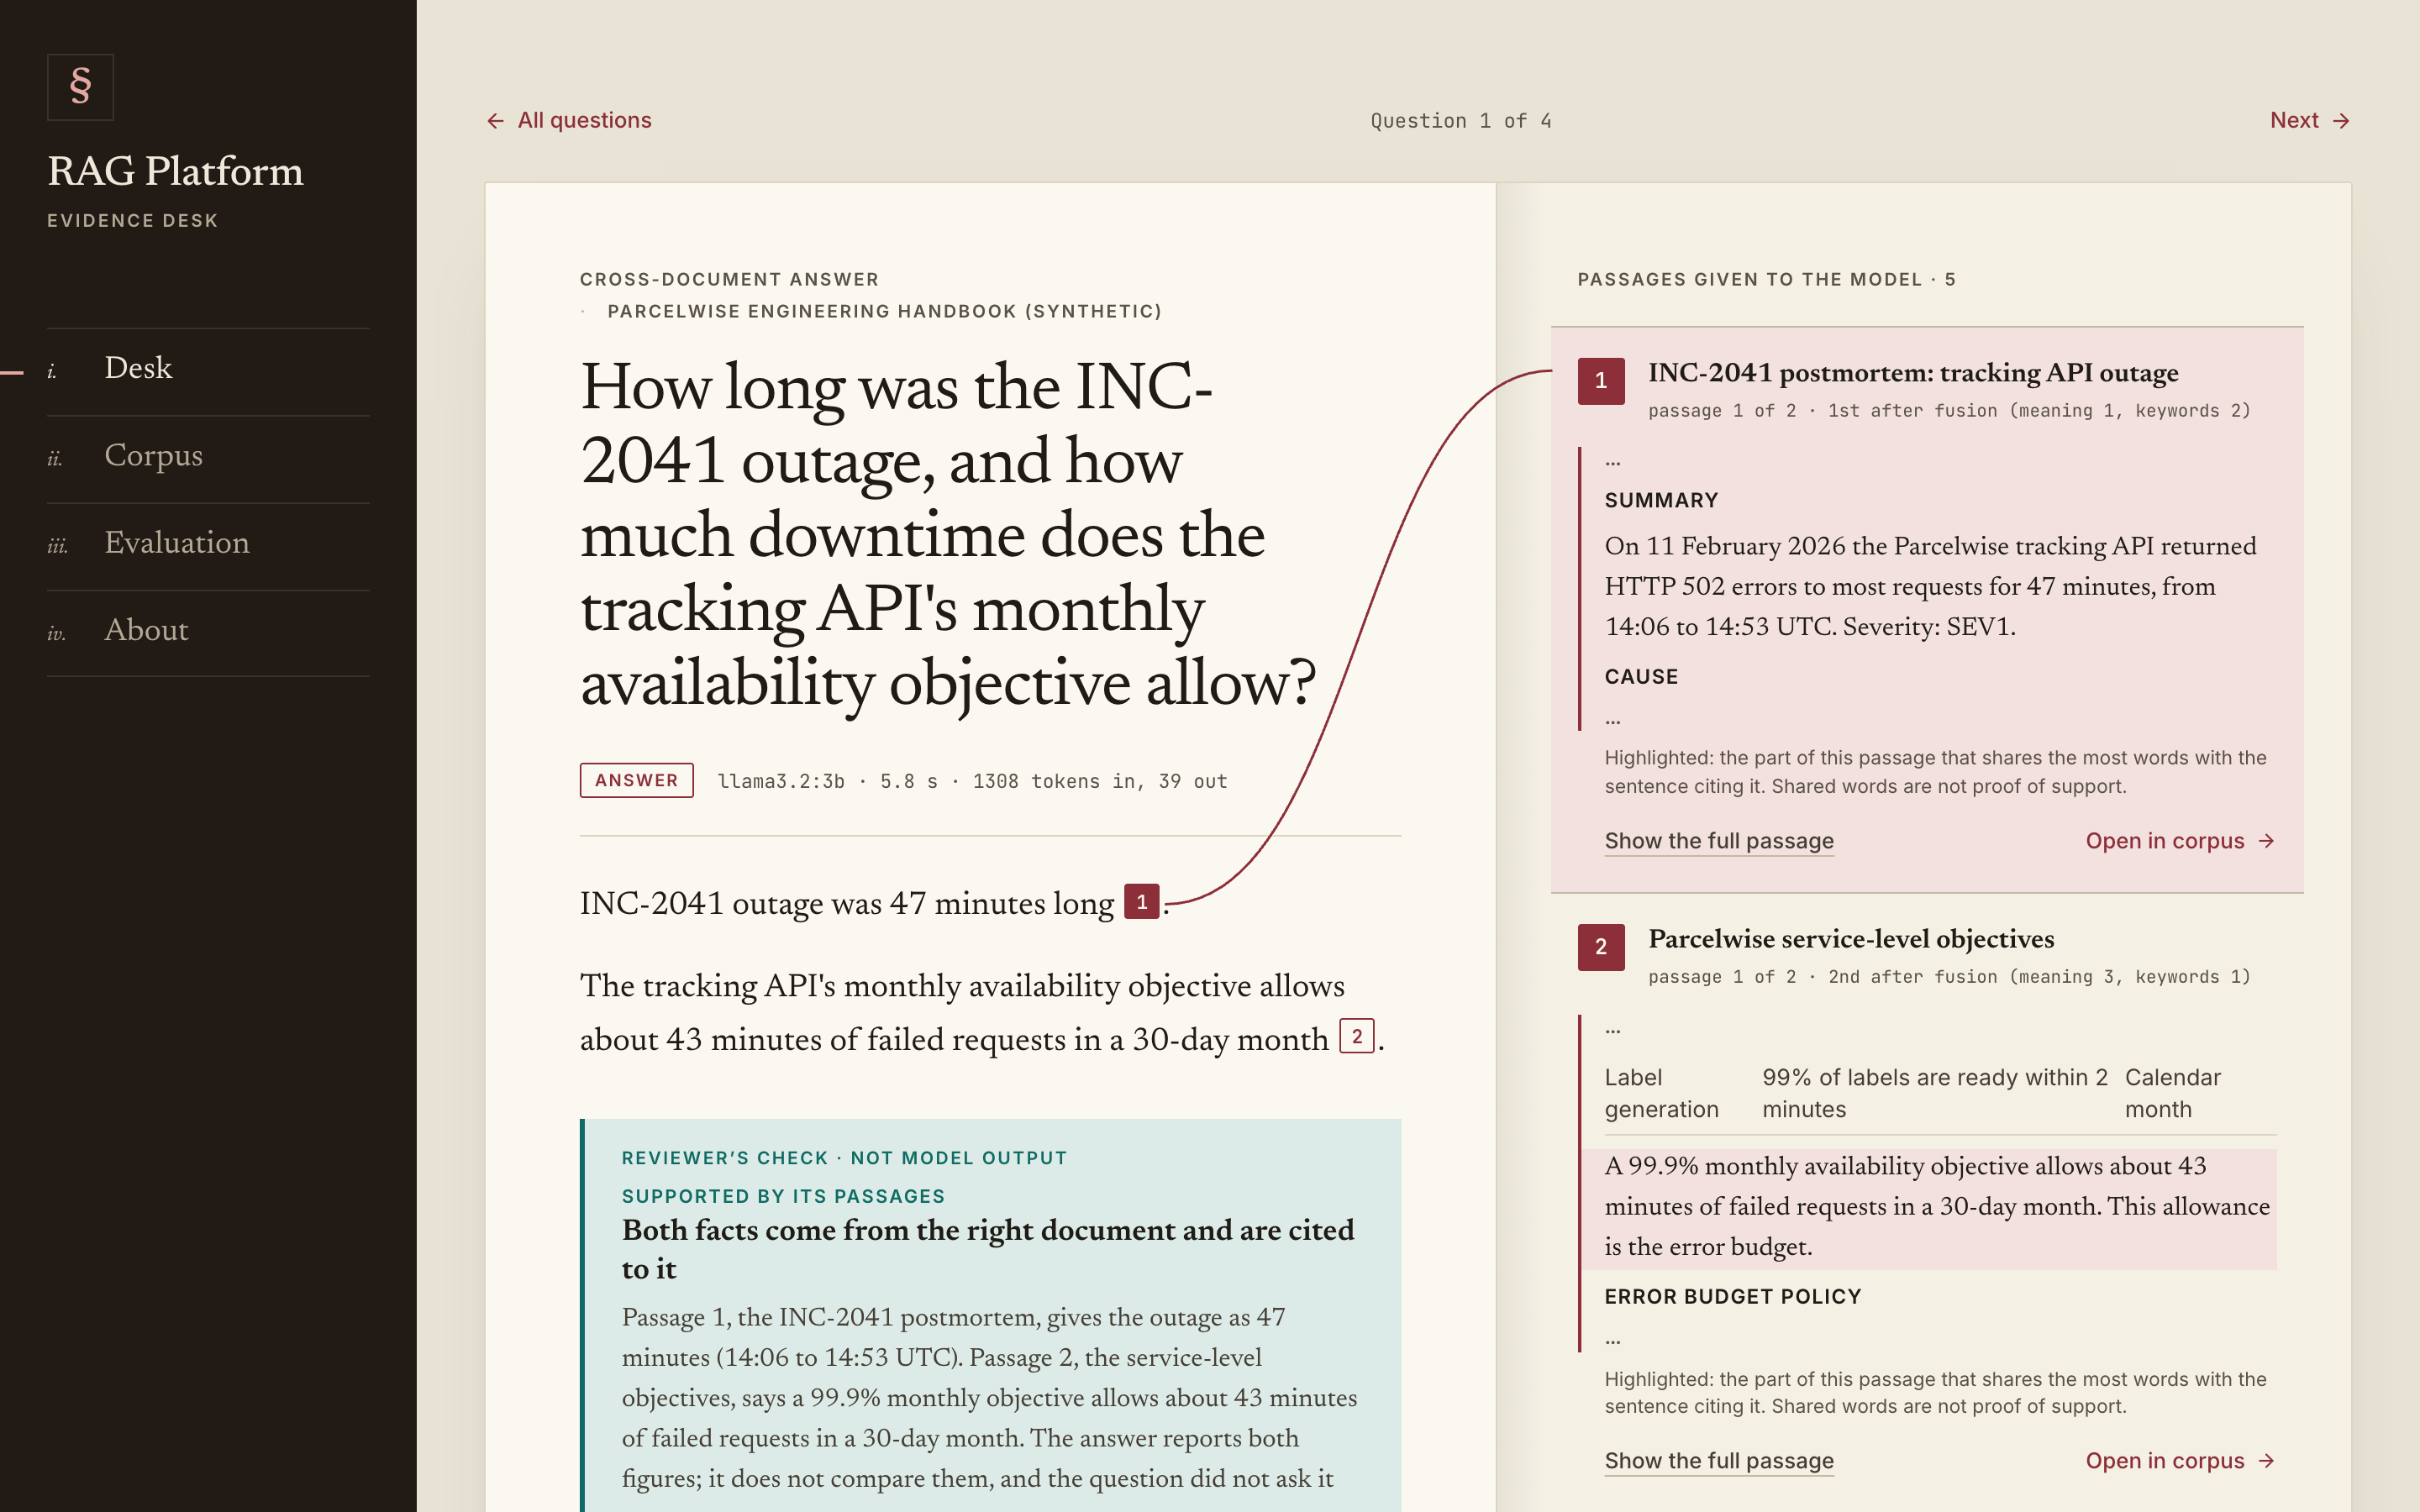 §
RAG Platform
EVIDENCE DESK
i. Desk
ii. Corpus
iii. Evaluation
iv. About
← All questions
Question 1 of 4
Next →
CROSS-DOCUMENT ANSWER
· PARCELWISE ENGINEERING HANDBOOK (SYNTHETIC)
How long was the INC-
2041 outage, and how
much downtime does the
tracking API's monthly
availability objective allow?
ANSWER llama3.2:3b · 5.8 s · 1308 tokens in, 39 out
INC-2041 outage was 47 minutes long 1.
The tracking API's monthly availability objective allows
about 43 minutes of failed requests in a 30-day month 2.
REVIEWER’S CHECK · NOT MODEL OUTPUT
SUPPORTED BY ITS PASSAGES
Both facts come from the right document and are cited
to it
Passage 1, the INC-2041 postmortem, gives the outage as 47
minutes (14:06 to 14:53 UTC). Passage 2, the service-level
objectives, says a 99.9% monthly objective allows about 43 minutes
of failed requests in a 30-day month. The answer reports both
figures; it does not compare them, and the question did not ask it
PASSAGES GIVEN TO THE MODEL · 5
1 INC-2041 postmortem: tracking API outage
passage 1 of 2 · 1st after fusion (meaning 1, keywords 2)
…
SUMMARY
On 11 February 2026 the Parcelwise tracking API returned
HTTP 502 errors to most requests for 47 minutes, from
14:06 to 14:53 UTC. Severity: SEV1.
CAUSE
…
Highlighted: the part of this passage that shares the most words with the
sentence citing it. Shared words are not proof of support.
Show the full passage Open in corpus →
2 Parcelwise service-level objectives
passage 1 of 2 · 2nd after fusion (meaning 3, keywords 1)
…
Label 99% of labels are ready within 2 Calendar
generation minutes month
A 99.9% monthly availability objective allows about 43
minutes of failed requests in a 30-day month. This allowance
is the error budget.
ERROR BUDGET POLICY
…
Highlighted: the part of this passage that shares the most words with the
sentence citing it. Shared words are not proof of support.
Show the full passage Open in corpus →